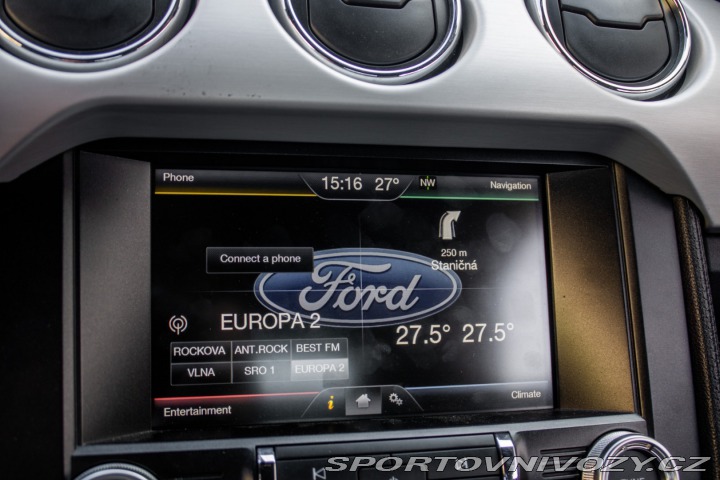 Phone
15:16 27°
NW
Navigation
250 m
Staničná
Connect a phone
Ford
EUROPA 2
27.5° 27.5°
ROCKOVA ANT.ROCK BEST FM
VLNA SRO 1 EUROPA 2
Entertainment
i
Climate
SPORTOVNIVOZY.CZ